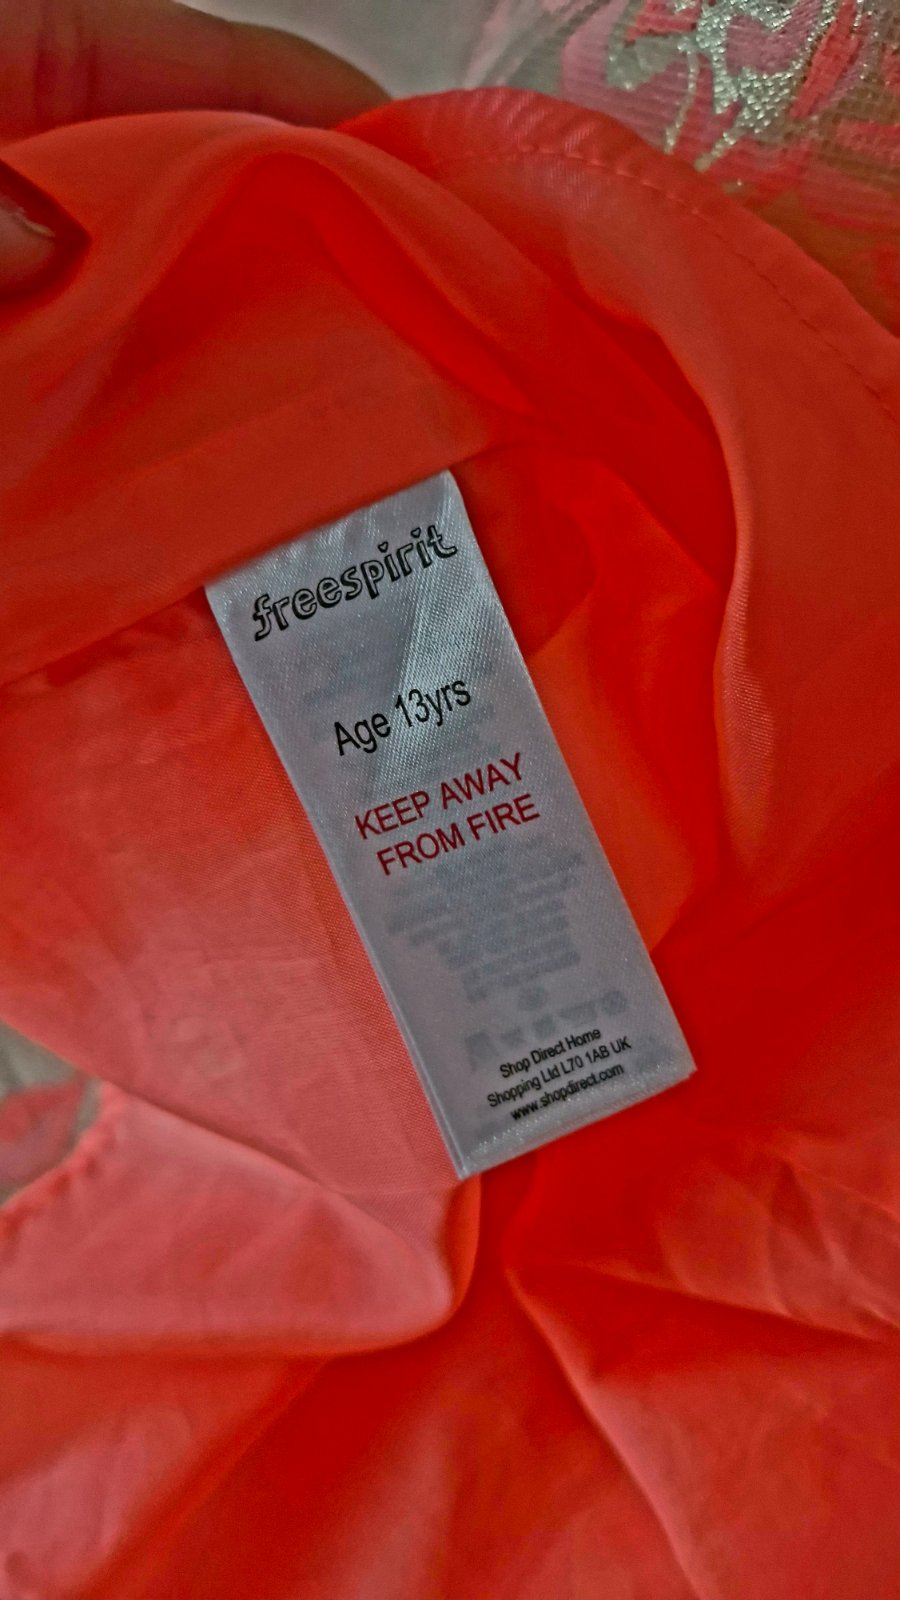 freespirit
Age 13yrs
KEEP AWAY
FROM FIRE
Shop Direct Home
Shopping Ltd L70 1AB UK
www.shopdirect.com